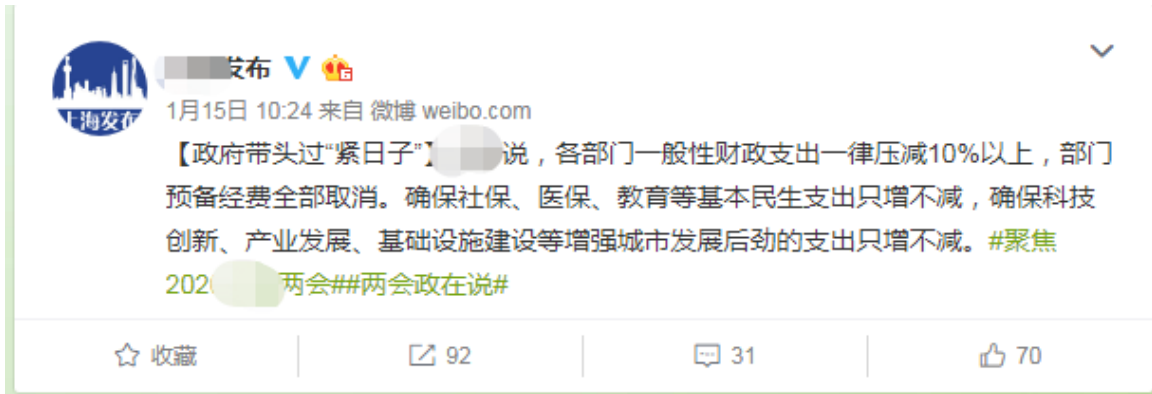 发布
1月15日 10:24 来自 微博 weibo.com
上海发布
【政府带头过“紧日子”】 说，各部门一般性财政支出一律压减10%以上，部门
预备经费全部取消。确保社保、医保、教育等基本民生支出只增不减，确保科技
创新、产业发展、基础设施建设等增强城市发展后劲的支出只增不减。#聚焦
202 两会##两会政在说#
收藏 92 31 70